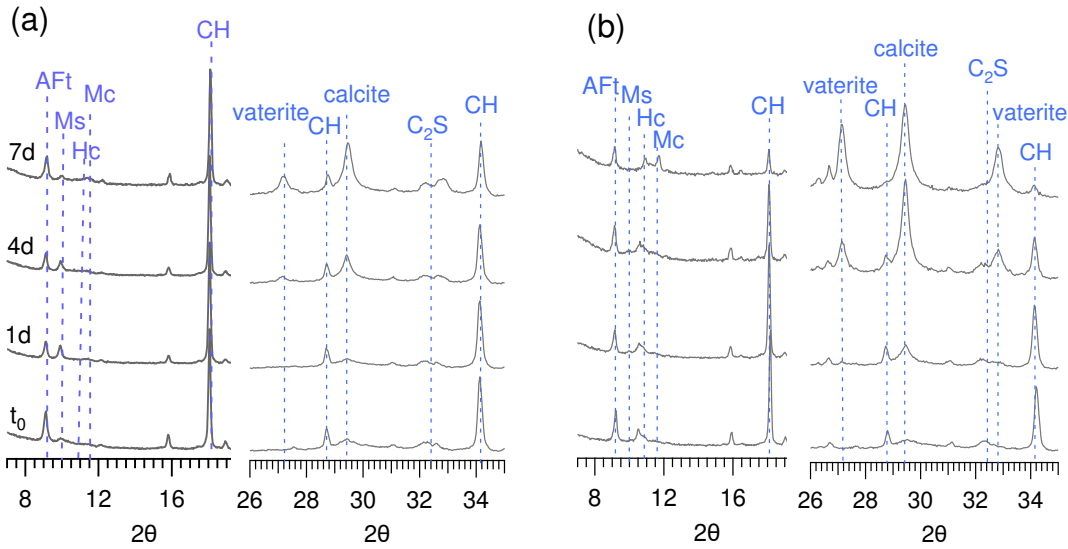 (a)
CH
AFt
Mc
Ms
Hc
7d
4d
1d
t₀
8 12 16
2θ
vaterite
CH
calcite
C₂S
CH
26 28 30 32 34
2θ
(b)
AFt
Ms
Hc
Mc
CH
8 12 16
2θ
calcite
vaterite
CH
C₂S
vaterite
CH
26 28 30 32 34
2θ